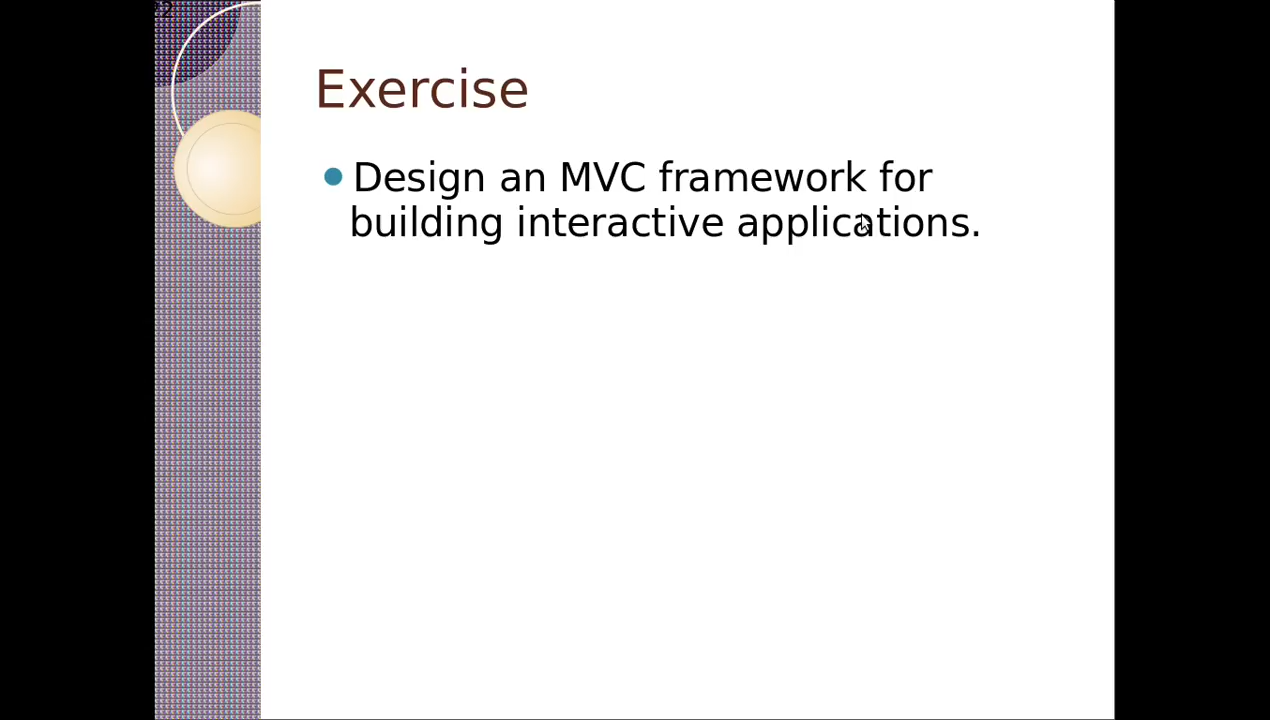 Exercise
Design an MVC framework for
building interactive applications.